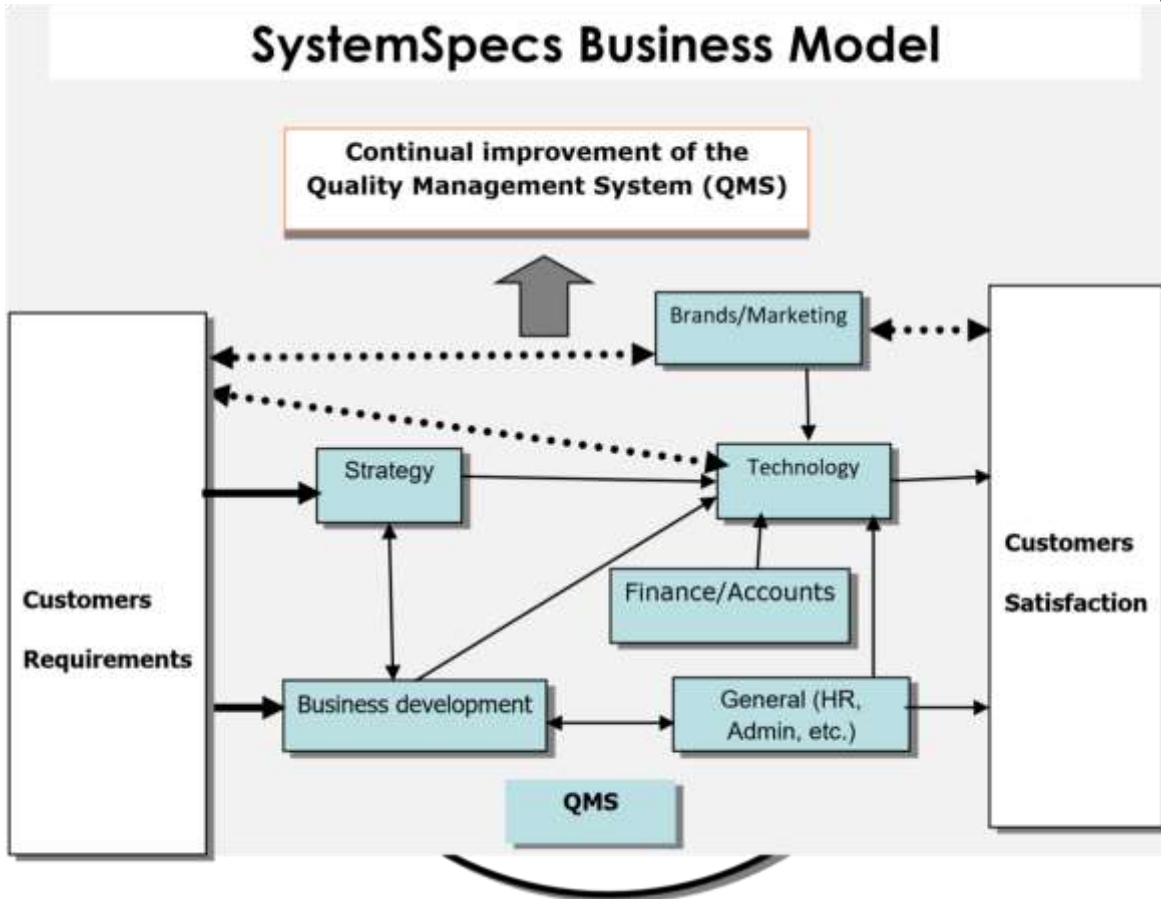 SystemSpecs Business Model
Continual improvement of the
Quality Management System (QMS)
Brands/Marketing
Strategy
Technology
Finance/Accounts
Customers
Requirements
Customers
Satisfaction
Business development
General (HR,
Admin, etc.)
QMS